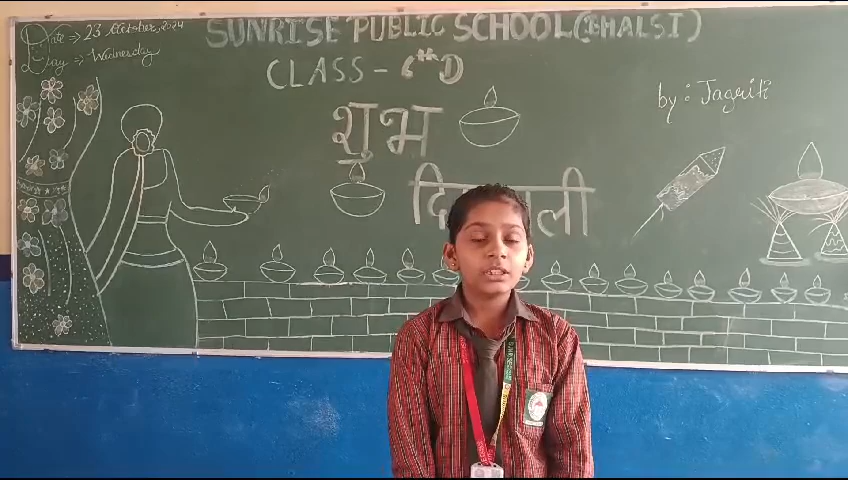 Date => 23 October, 2024
Day => Wednesday
SUNRISE PUBLIC SCHOOL (BHALSI)
CLASS - 6th D
by : Jagriti
शुभ
दिवाली